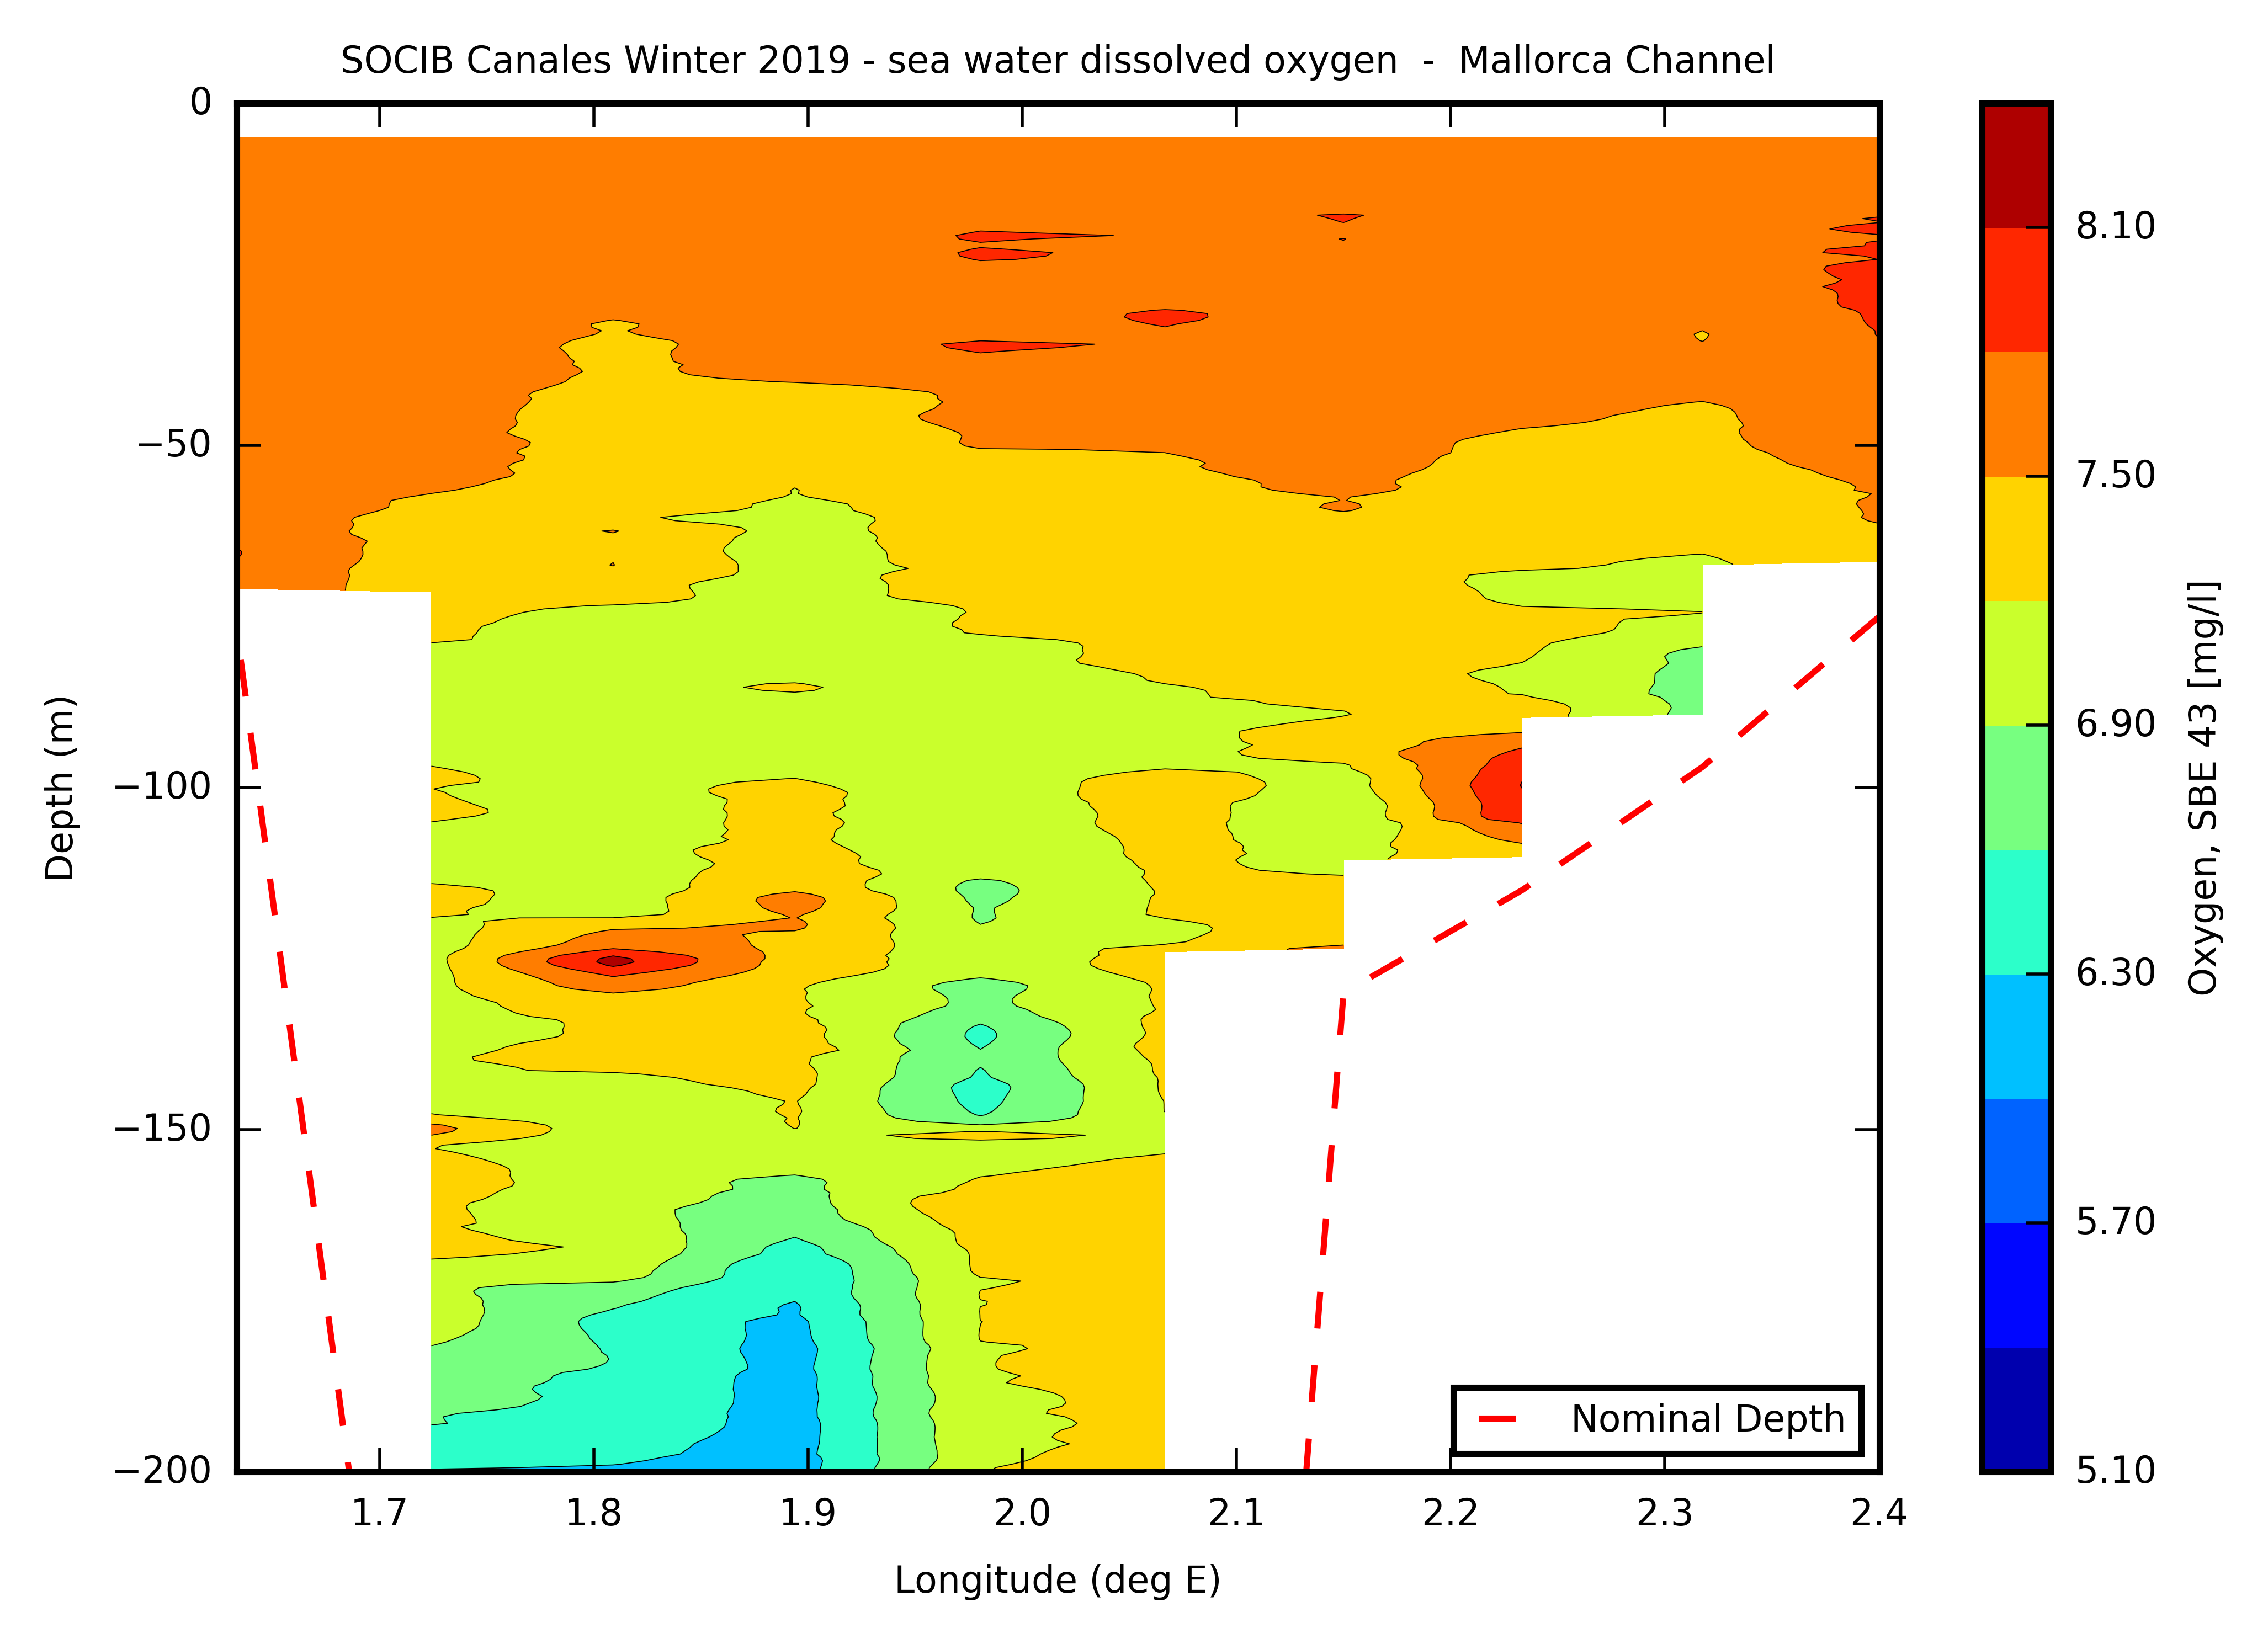 SOCIB Canales Winter 2019 - sea water dissolved oxygen  -  Mallorca Channel
0
−50
−100
−150
−200
Depth (m)
1.7 1.8 1.9 2.0 2.1 2.2 2.3 2.4
Longitude (deg E)
Nominal Depth
8.10
7.50
6.90
6.30
5.70
5.10
Oxygen, SBE 43 [mg/l]